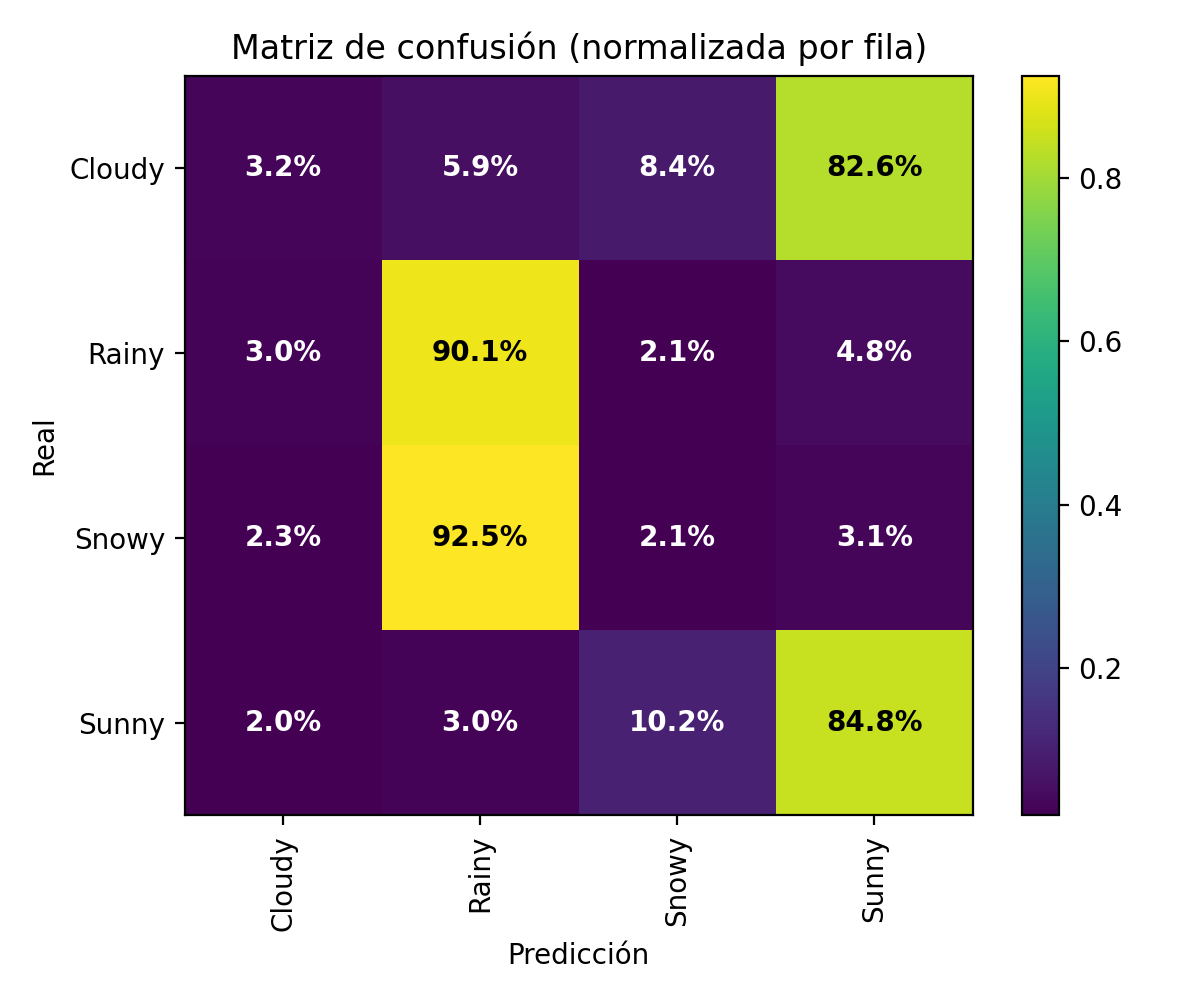 Matriz de confusión (normalizada por fila)
Cloudy 3.2% 5.9% 8.4% 82.6%
Rainy 3.0% 90.1% 2.1% 4.8%
Snowy 2.3% 92.5% 2.1% 3.1%
Sunny 2.0% 3.0% 10.2% 84.8%
Real
Cloudy Rainy Snowy Sunny
Predicción
0.8
0.6
0.4
0.2